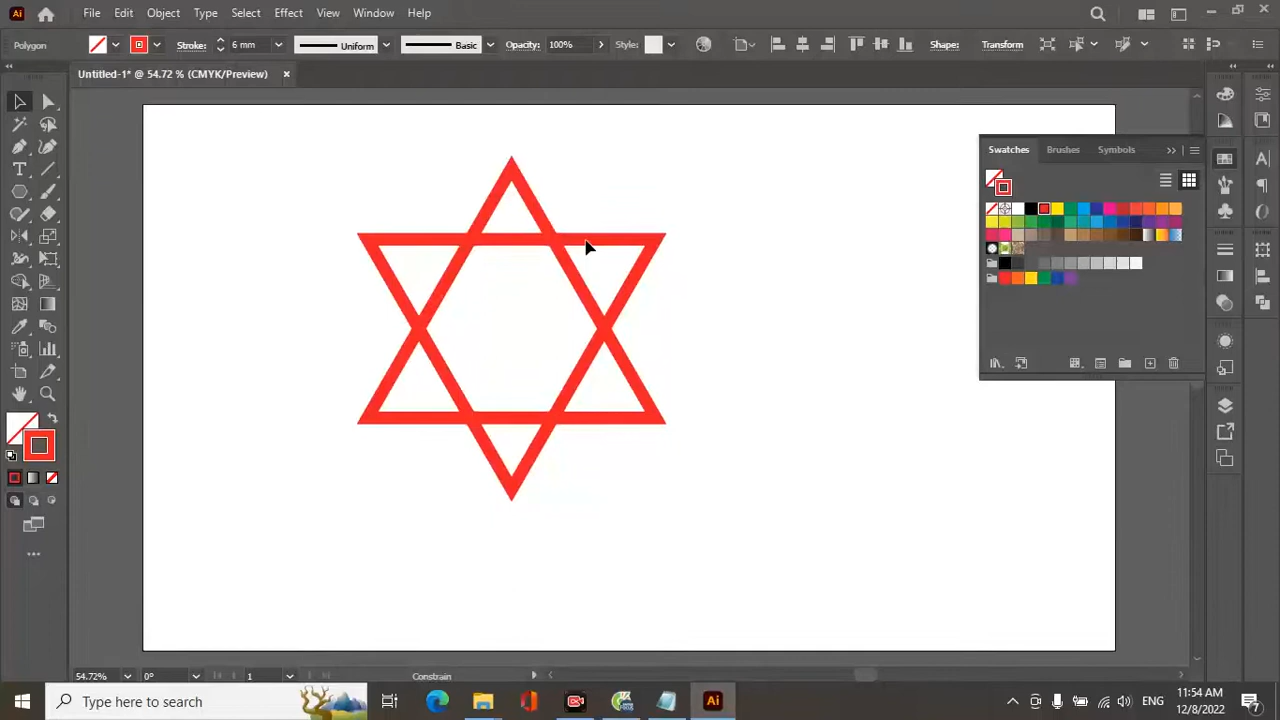 Ai File Edit Object Type Select Effect View Window Help
Polygon Stroke: 6 mm Uniform Basic Opacity: 100% Style: Shape: Transform
Untitled-1* @ 54.72 % (CMYK/Preview) ×
Swatches Brushes Symbols
54.72% 0° 1 Constrain
Type here to search
Ai
ENG
11:54 AM
12/8/2022
7